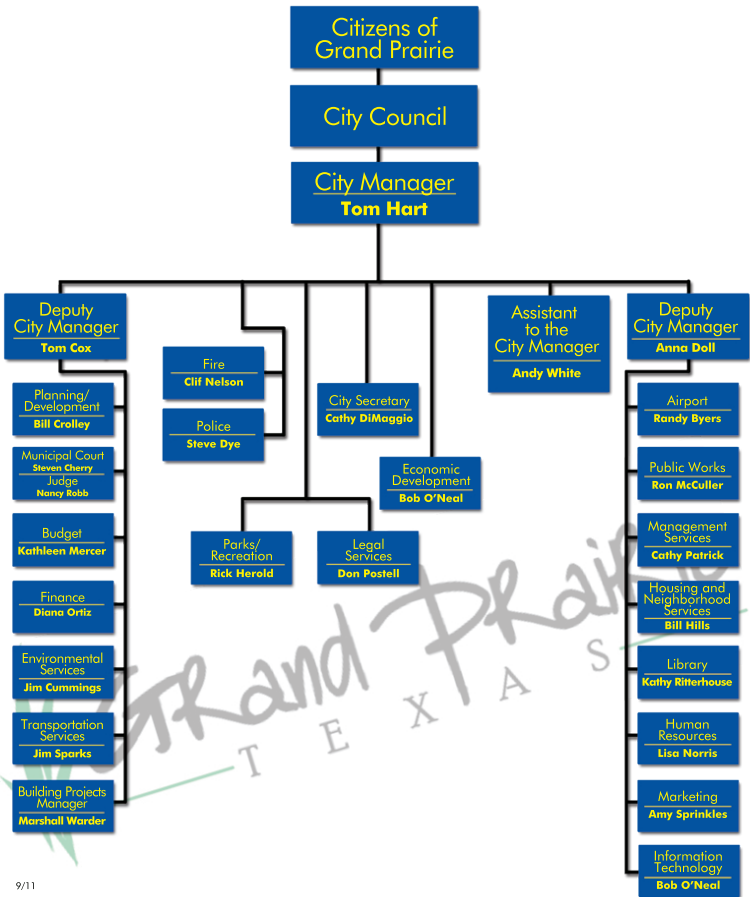 Citizens of
Grand Prairie
City Council
City Manager
Tom Hart
Deputy
City Manager
Tom Cox
Fire
Clif Nelson
Police
Steve Dye
Parks/
Recreation
Rick Herold
Legal
Services
Don Postell
City Secretary
Cathy DiMaggio
Economic
Development
Bob O'Neal
Assistant
to the
City Manager
Andy White
Deputy
City Manager
Anna Doll
Planning/
Development
Bill Crolley
Municipal Court
Steven Cherry
Judge
Nancy Robb
Budget
Kathleen Mercer
Finance
Diana Ortiz
Environmental
Services
Jim Cummings
Transportation
Services
Jim Sparks
Building Projects
Manager
Marshall Warder
Airport
Randy Byers
Public Works
Ron McCuller
Management
Services
Cathy Patrick
Housing and
Neighborhood
Services
Bill Hills
Library
Kathy Ritterhouse
Human
Resources
Lisa Norris
Marketing
Amy Sprinkles
Information
Technology
Bob O'Neal
Grand Prairie
TEXAS
9/11